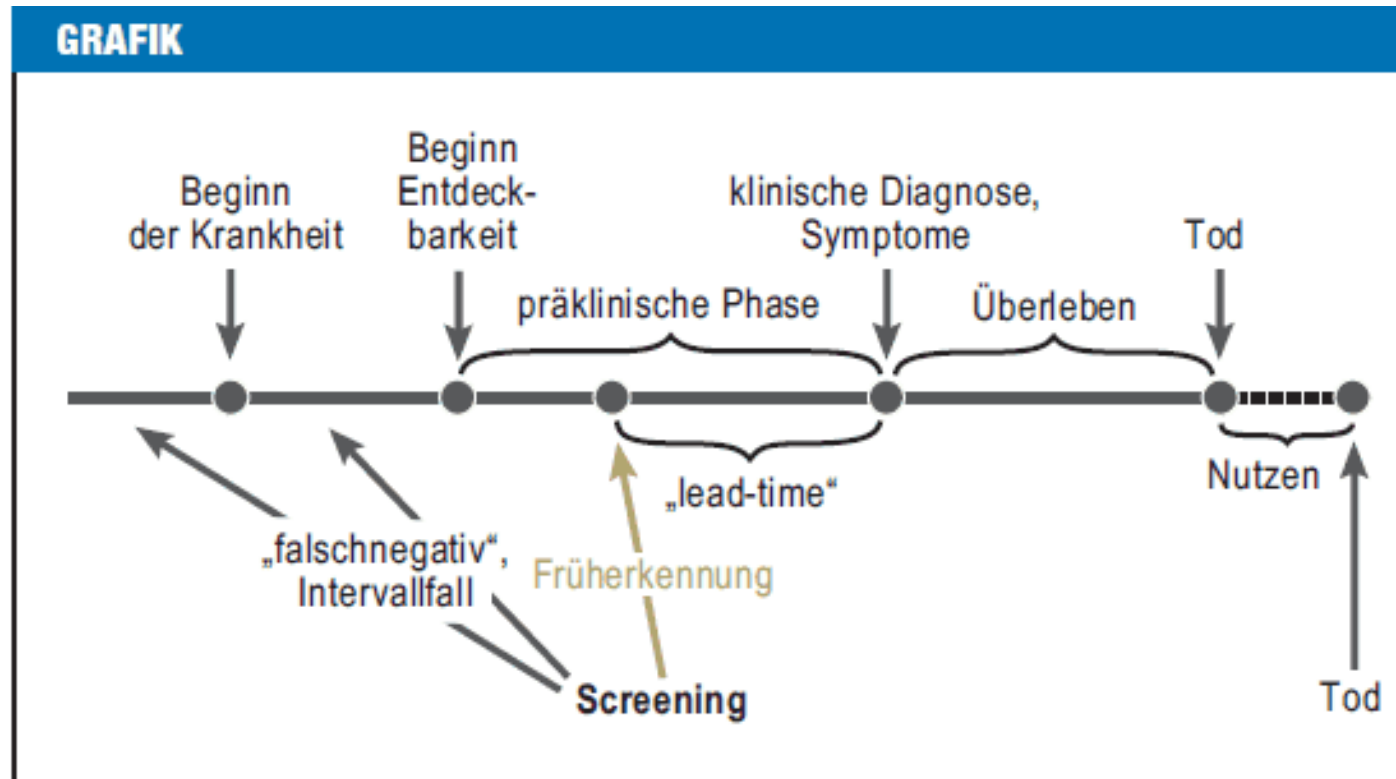 GRAFIK
Beginn
der Krankheit
Beginn
Entdeck-
barkeit
klinische Diagnose,
Symptome
Tod
präklinische Phase
Überleben
„lead-time“
Nutzen
„falschnegativ“,
Intervallfall
Früherkennung
Screening
Tod